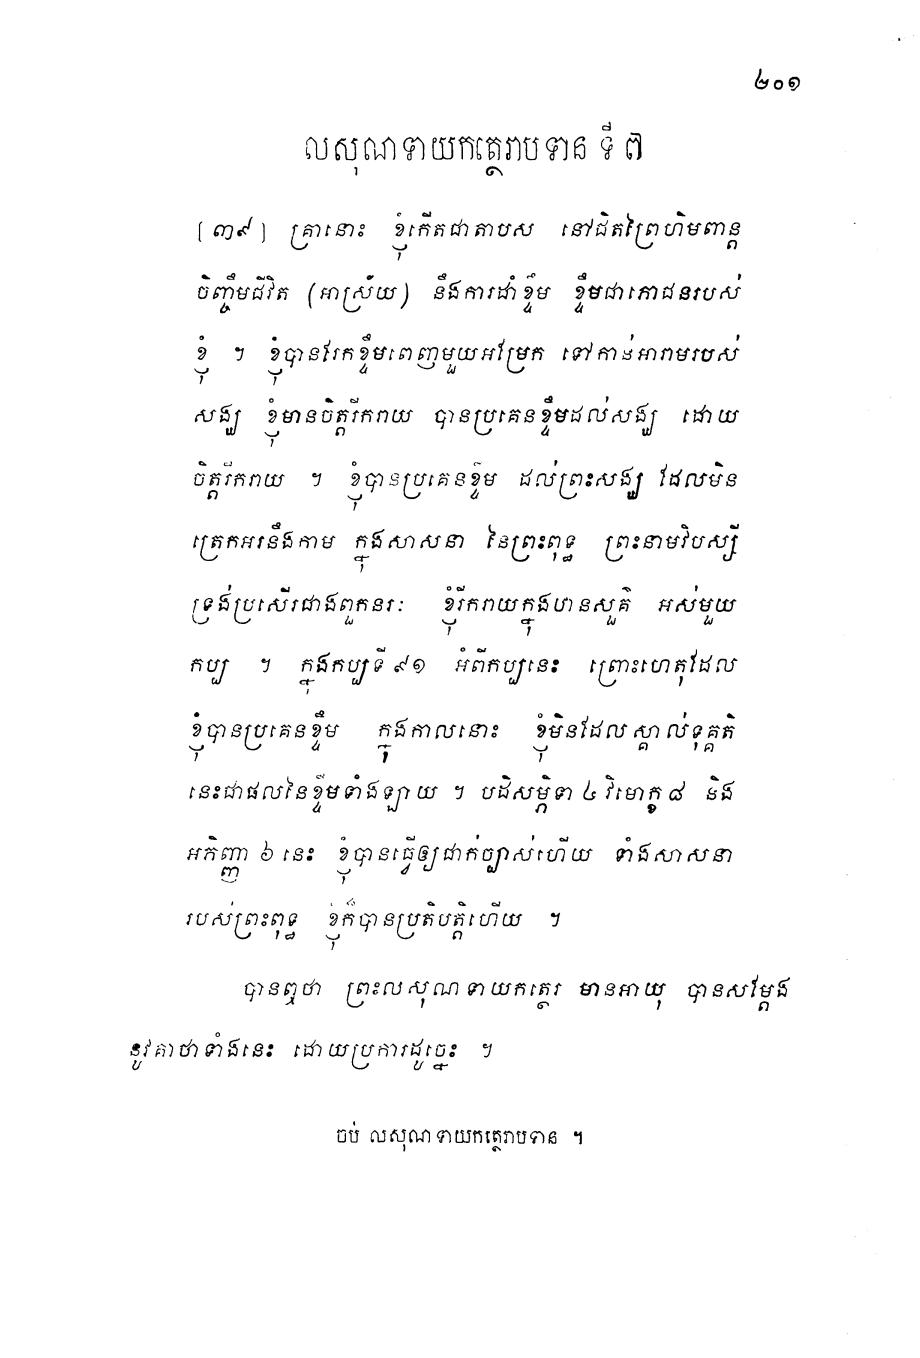 ២០១
លសុណទាយកត្ថេរាបទាន ទី ៧
[៣៩] គ្រានោះ ខ្ញុំកើតជាតាបស នៅជិតព្រៃហិមពាន្ត
ចិញ្ចឹមជីវិត (អាស្រ័យ) នឹងការដាំខ្ទឹម ខ្ទឹមជាភោជនរបស់
ខ្ញុំ ។ ខ្ញុំបានរែកខ្ទឹមពេញមួយអម្រែក ទៅកាន់អារាមរបស់
សង្ឃ ខ្ញុំមានចិត្តរីករាយ បានប្រគេនខ្ទឹមដល់សង្ឃ ដោយ
ចិត្តរីករាយ ។ ខ្ញុំបានប្រគេនខ្ទឹម ដល់ព្រះសង្ឃ ដែលមិន
ត្រេកអរនឹងកាម ក្នុងសាសនា នៃព្រះពុទ្ធ ព្រះនាមវិបស្សី
ទ្រង់ប្រសើរជាងពួកនរៈ ខ្ញុំរីករាយក្នុងឋានសួគ៌ អស់មួយ
កប្ប ។ ក្នុងកប្បទី ៩១ អំពីកប្បនេះ ព្រោះហេតុដែល
ខ្ញុំបានប្រគេនខ្ទឹម ក្នុងកាលនោះ ខ្ញុំមិនដែលស្គាល់ទុគ្គតិ
នេះជាផលនៃខ្ទឹមទាំងឡាយ ។ បដិសម្ភិទា ៤ វិមោក្ខ ៨ និង
អភិញ្ញា ៦ នេះ ខ្ញុំបានធ្វើឲ្យជាក់ច្បាស់ហើយ ទាំងសាសនា
របស់ព្រះពុទ្ធ ខ្ញុំក៏បានប្រតិបត្តិហើយ ។
បានឮថា ព្រះលសុណទាយកត្ថេរ មានអាយុ បានសម្តែង
នូវគាថាទាំងនេះ ដោយប្រការដូច្នេះ ។
ចប់ លសុណទាយកត្ថេរាបទាន ។